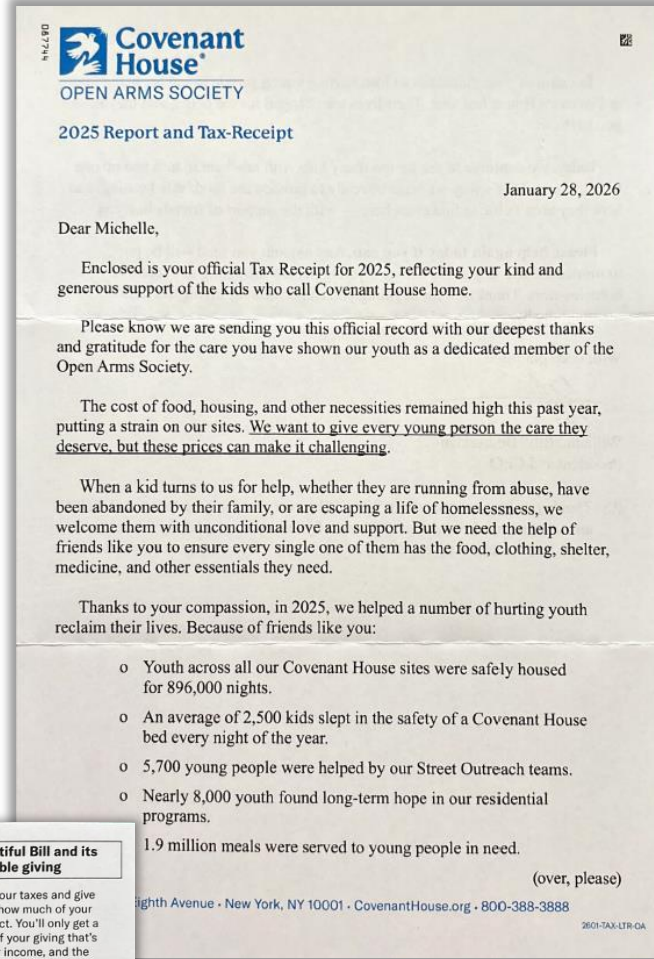 067744
Covenant
House
OPEN ARMS SOCIETY
2025 Report and Tax-Receipt
January 28, 2026
Dear Michelle,
Enclosed is your official Tax Receipt for 2025, reflecting your kind and
generous support of the kids who call Covenant House home.
Please know we are sending you this official record with our deepest thanks
and gratitude for the care you have shown our youth as a dedicated member of the
Open Arms Society.
The cost of food, housing, and other necessities remained high this past year,
putting a strain on our sites. We want to give every young person the care they
deserve, but these prices can make it challenging.
When a kid turns to us for help, whether they are running from abuse, have
been abandoned by their family, or are escaping a life of homelessness, we
welcome them with unconditional love and support. But we need the help of
friends like you to ensure every single one of them has the food, clothing, shelter,
medicine, and other essentials they need.
Thanks to your compassion, in 2025, we helped a number of hurting youth
reclaim their lives. Because of friends like you:
o Youth across all our Covenant House sites were safely housed
for 896,000 nights.
o An average of 2,500 kids slept in the safety of a Covenant House
bed every night of the year.
o 5,700 young people were helped by our Street Outreach teams.
o Nearly 8,000 youth found long-term hope in our residential
programs.
1.9 million meals were served to young people in need.
(over, please)
ighth Avenue • New York, NY 10001 • CovenantHouse.org • 800-388-3888
2601-TAX-LTR-OA
tiful Bill and its
ble giving
our taxes and give
how much of your
ct. You'll only get a
f your giving that's
income, and the